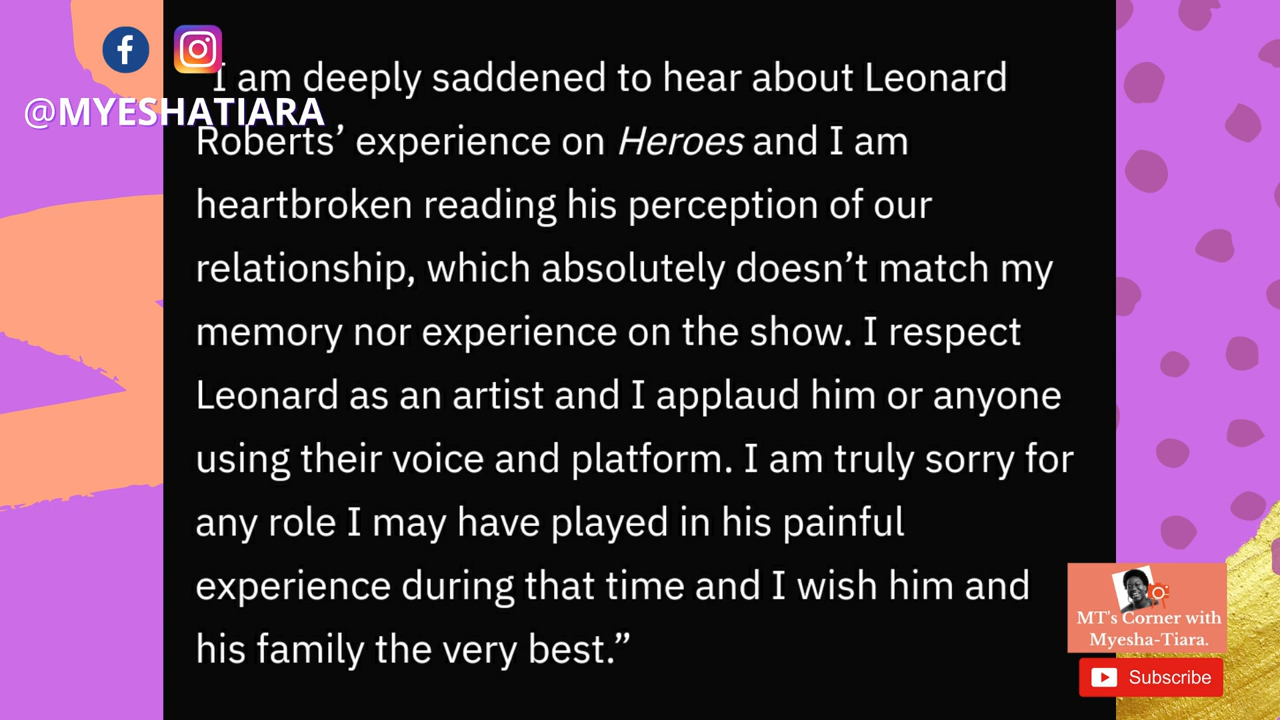 @MYESHATIARA
I am deeply saddened to hear about Leonard
Roberts’ experience on Heroes and I am
heartbroken reading his perception of our
relationship, which absolutely doesn’t match my
memory nor experience on the show. I respect
Leonard as an artist and I applaud him or anyone
using their voice and platform. I am truly sorry for
any role I may have played in his painful
experience during that time and I wish him and
his family the very best.”
MT's Corner with
Myesha-Tiara.
Subscribe